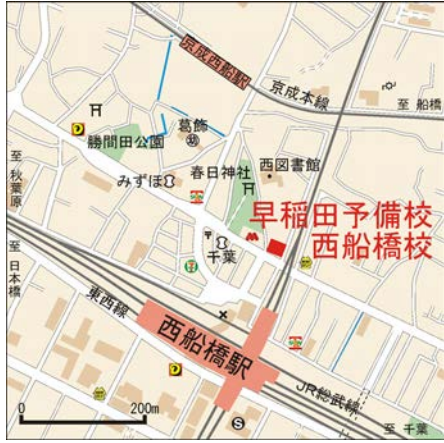 京成西船駅
京成本線
至 船橋
葛飾
幼
勝間田公園
至 秋葉原
みずほ
春日神社
西図書館
早稲田予備校
西船橋校
千葉
至 日本橋
東西線
西船橋駅
JR総武線
0
200m
S
至 千葉